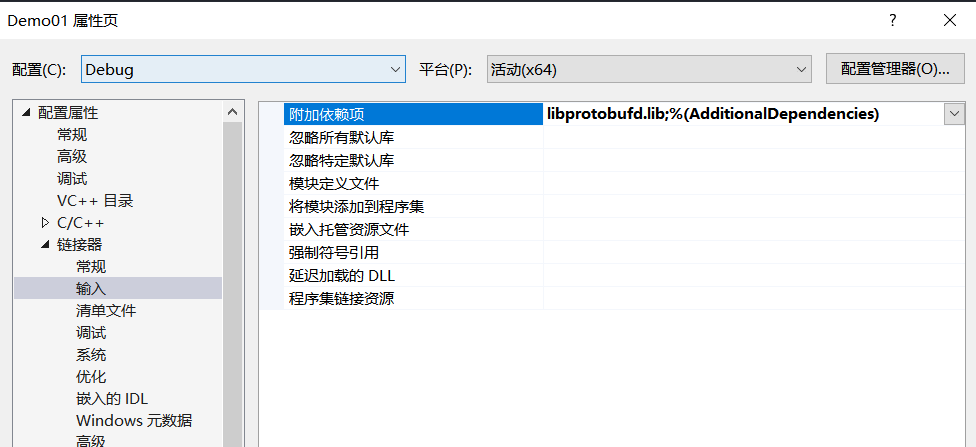 Demo01 属性页 ?
配置(C): Debug 平台(P): 活动(x64) 配置管理器(O)...
配置属性
常规
高级
调试
VC++ 目录
C/C++
链接器
常规
输入
清单文件
调试
系统
优化
嵌入的 IDL
Windows 元数据
高级
附加依赖项 libprotobufd.lib;%(AdditionalDependencies)
忽略所有默认库
忽略特定默认库
模块定义文件
将模块添加到程序集
嵌入托管资源文件
强制符号引用
延迟加载的 DLL
程序集链接资源